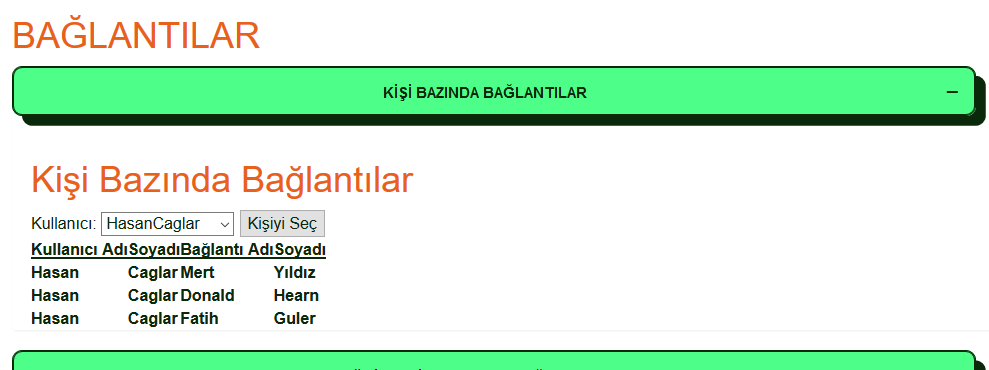 BAĞLANTILAR
KİŞİ BAZINDA BAĞLANTILAR
Kişi Bazında Bağlantılar
Kullanıcı: HasanCaglar Kişiyi Seç
Kullanıcı Adı Soyadı Bağlantı Adı Soyadı
Hasan Caglar Mert Yıldız
Hasan Caglar Donald Hearn
Hasan Caglar Fatih Guler